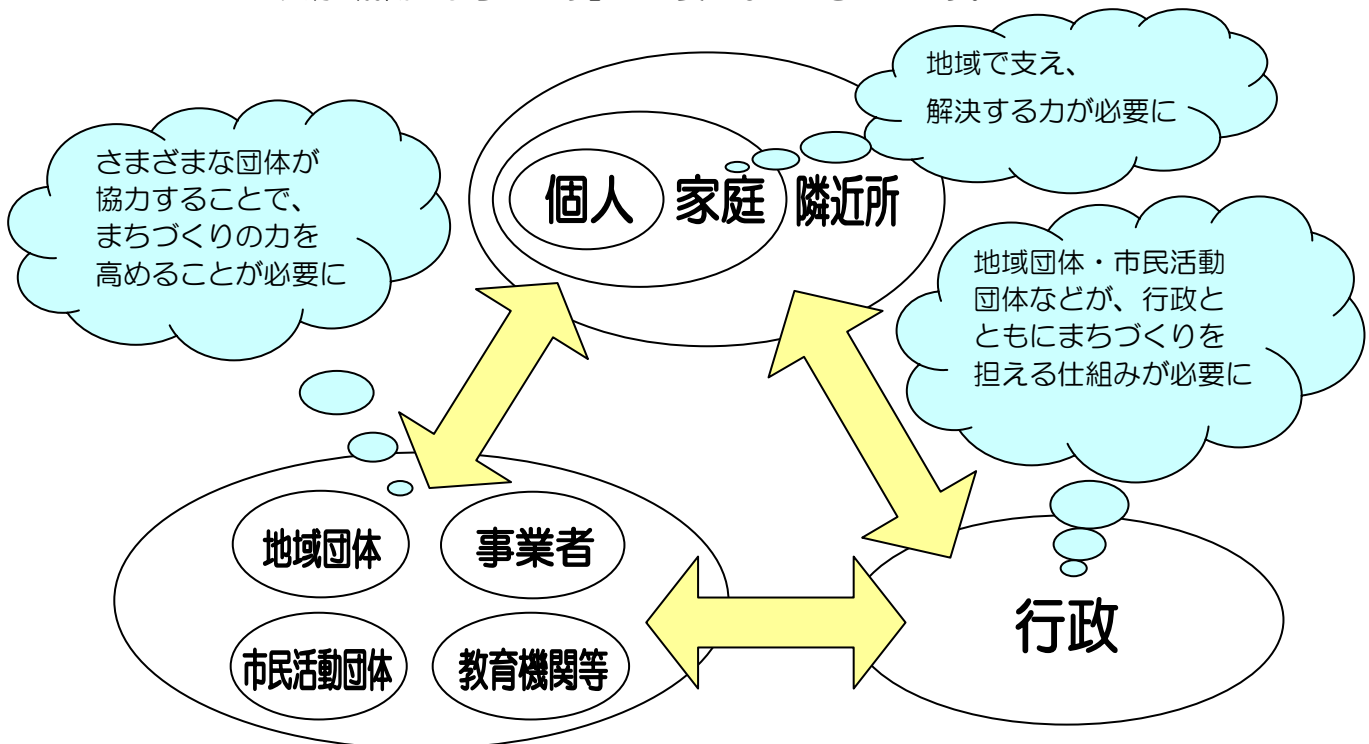 地域で支え、
解決する力が必要に
さまざまな団体が
協力することで、
まちづくりの力を
高めることが必要に
個人 家庭 隣近所
地域団体・市民活動
団体などが、行政と
ともにまちづくりを
担える仕組みが必要に
地域団体
事業者
市民活動団体
教育機関等
行政